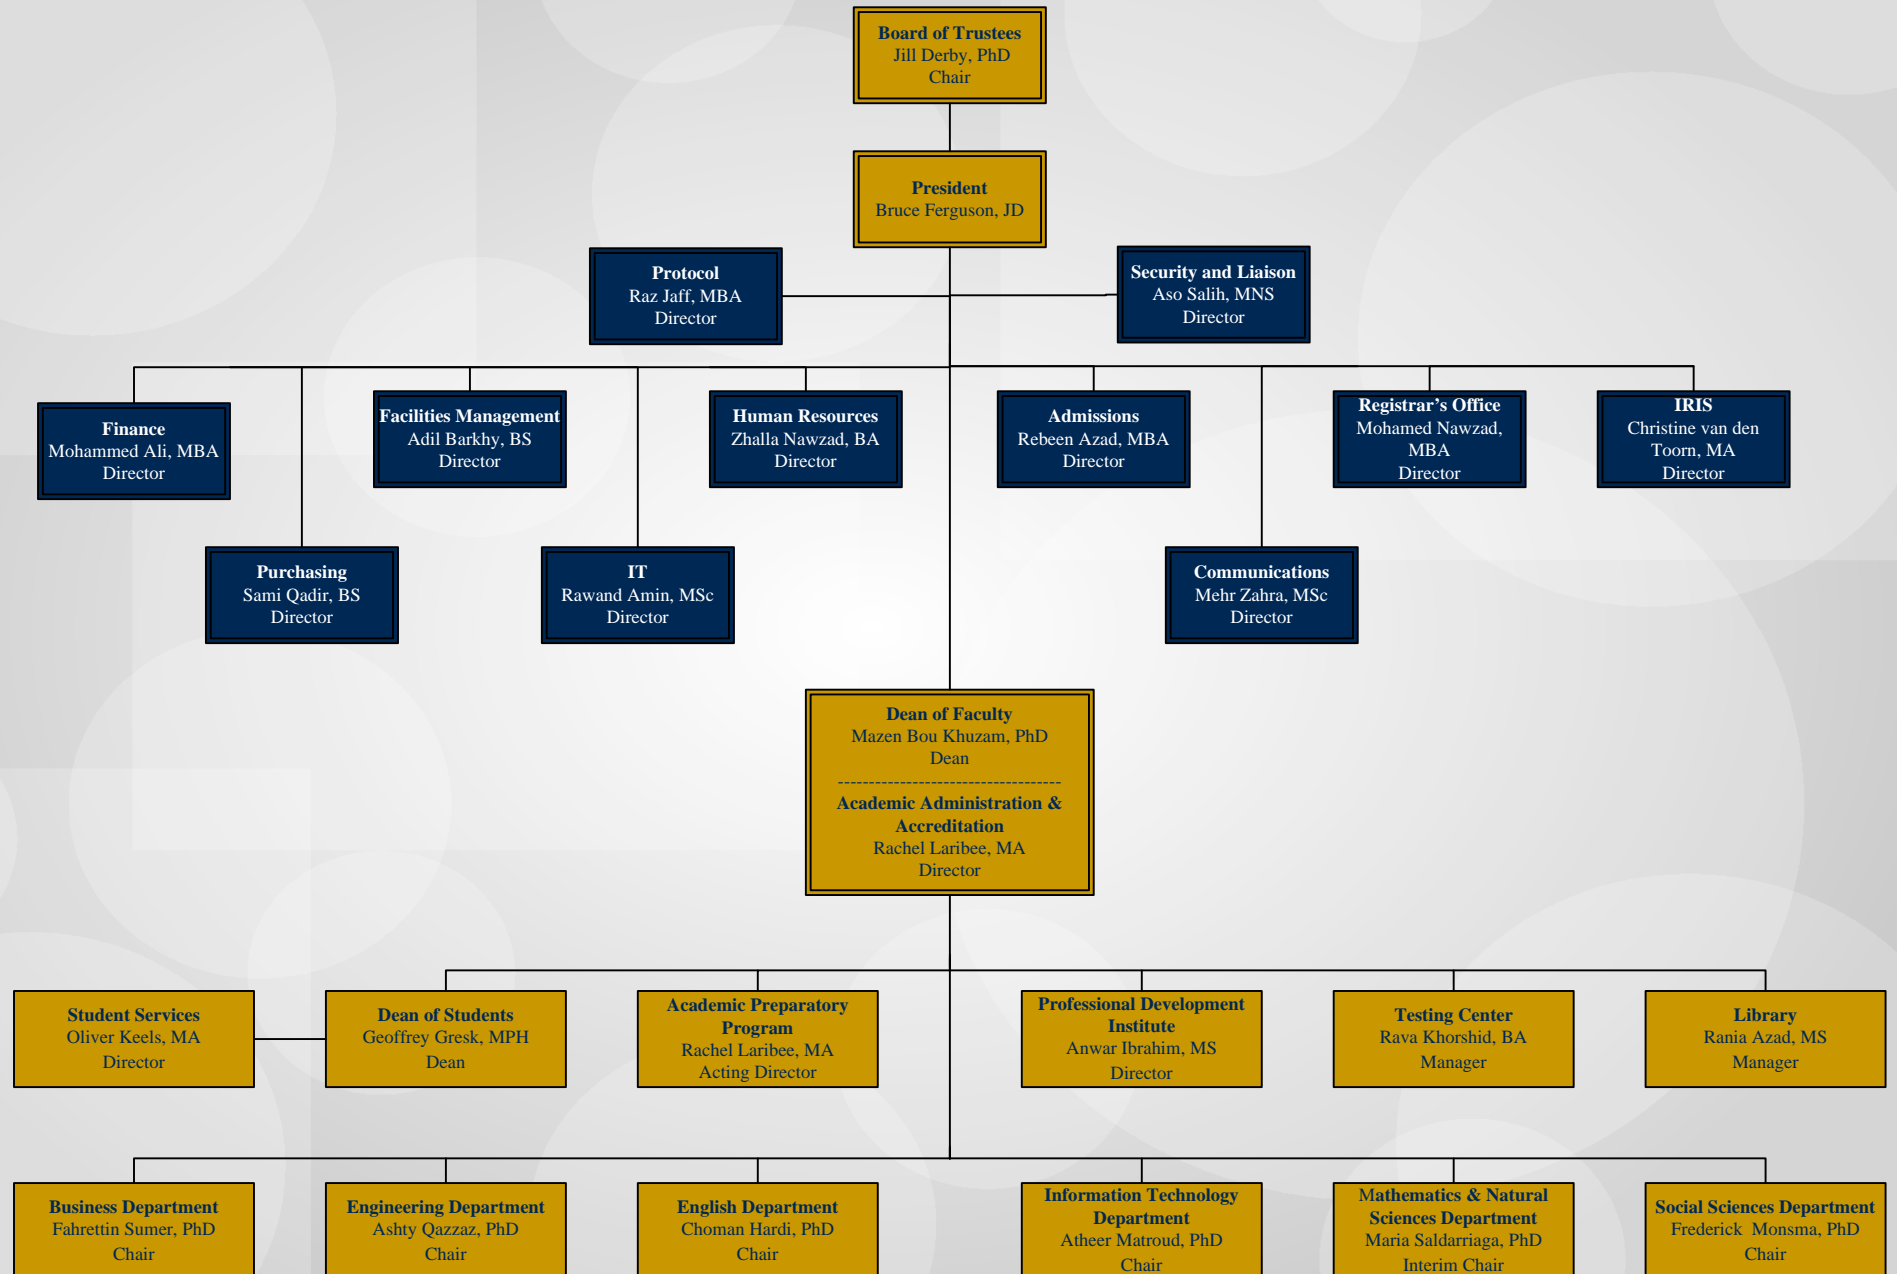 Board of Trustees
Jill Derby, PhD
Chair
President
Bruce Ferguson, JD
Protocol
Raz Jaff, MBA
Director
Security and Liaison
Aso Salih, MNS
Director
Finance
Mohammed Ali, MBA
Director
Facilities Management
Adil Barkhy, BS
Director
Human Resources
Zhalla Nawzad, BA
Director
Admissions
Rebeen Azad, MBA
Director
Registrar's Office
Mohamed Nawzad,
MBA
Director
IRIS
Christine van den
Toorn, MA
Director
Purchasing
Sami Qadir, BS
Director
IT
Rawand Amin, MSc
Director
Communications
Mehr Zahra, MSc
Director
Dean of Faculty
Mazen Bou Khuzam, PhD
Dean
------------------------------------
Academic Administration &
Accreditation
Rachel Laribee, MA
Director
Student Services
Oliver Keels, MA
Director
Dean of Students
Geoffrey Gresk, MPH
Dean
Academic Preparatory
Program
Rachel Laribee, MA
Acting Director
Professional Development
Institute
Anwar Ibrahim, MS
Director
Testing Center
Rava Khorshid, BA
Manager
Library
Rania Azad, MS
Manager
Business Department
Fahrettin Sumer, PhD
Chair
Engineering Department
Ashty Qazzaz, PhD
Chair
English Department
Choman Hardi, PhD
Chair
Information Technology
Department
Atheer Matroud, PhD
Chair
Mathematics & Natural
Sciences Department
Maria Saldarriaga, PhD
Interim Chair
Social Sciences Department
Frederick Monsma, PhD
Chair